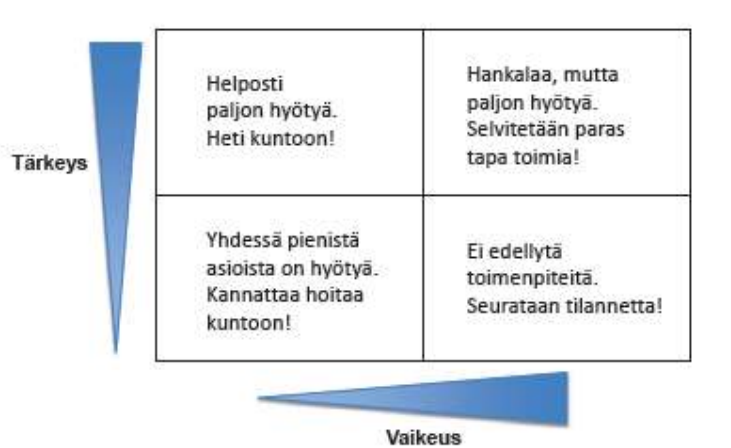 Helposti
paljon hyötyä.
Heti kuntoon!
Hankalaa, mutta
paljon hyötyä.
Selvitetään paras
tapa toimia!
Tärkeys
Yhdessä pienistä
asioista on hyötyä.
Kannattaa hoitaa
kuntoon!
Ei edellytä
toimenpiteitä.
Seurataan tilannetta!
Vaikeus